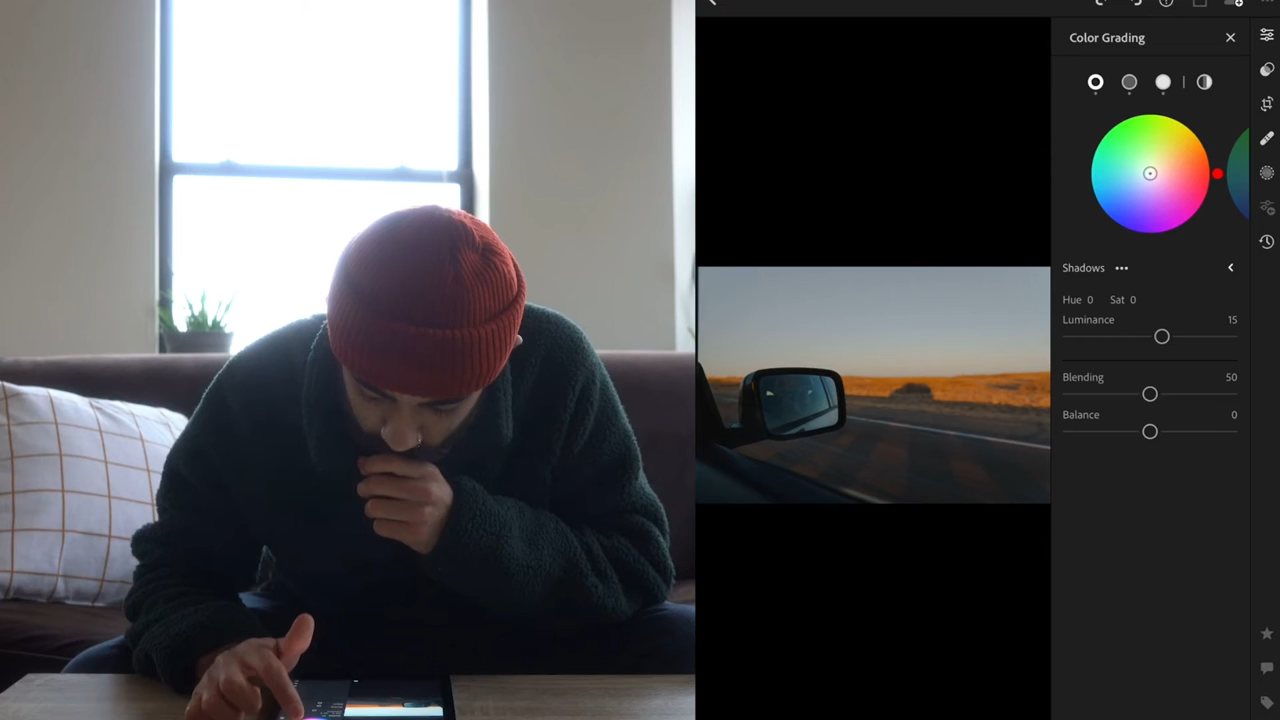 Color Grading
Shadows
Hue 0 Sat 0
Luminance 15
Blending 50
Balance 0